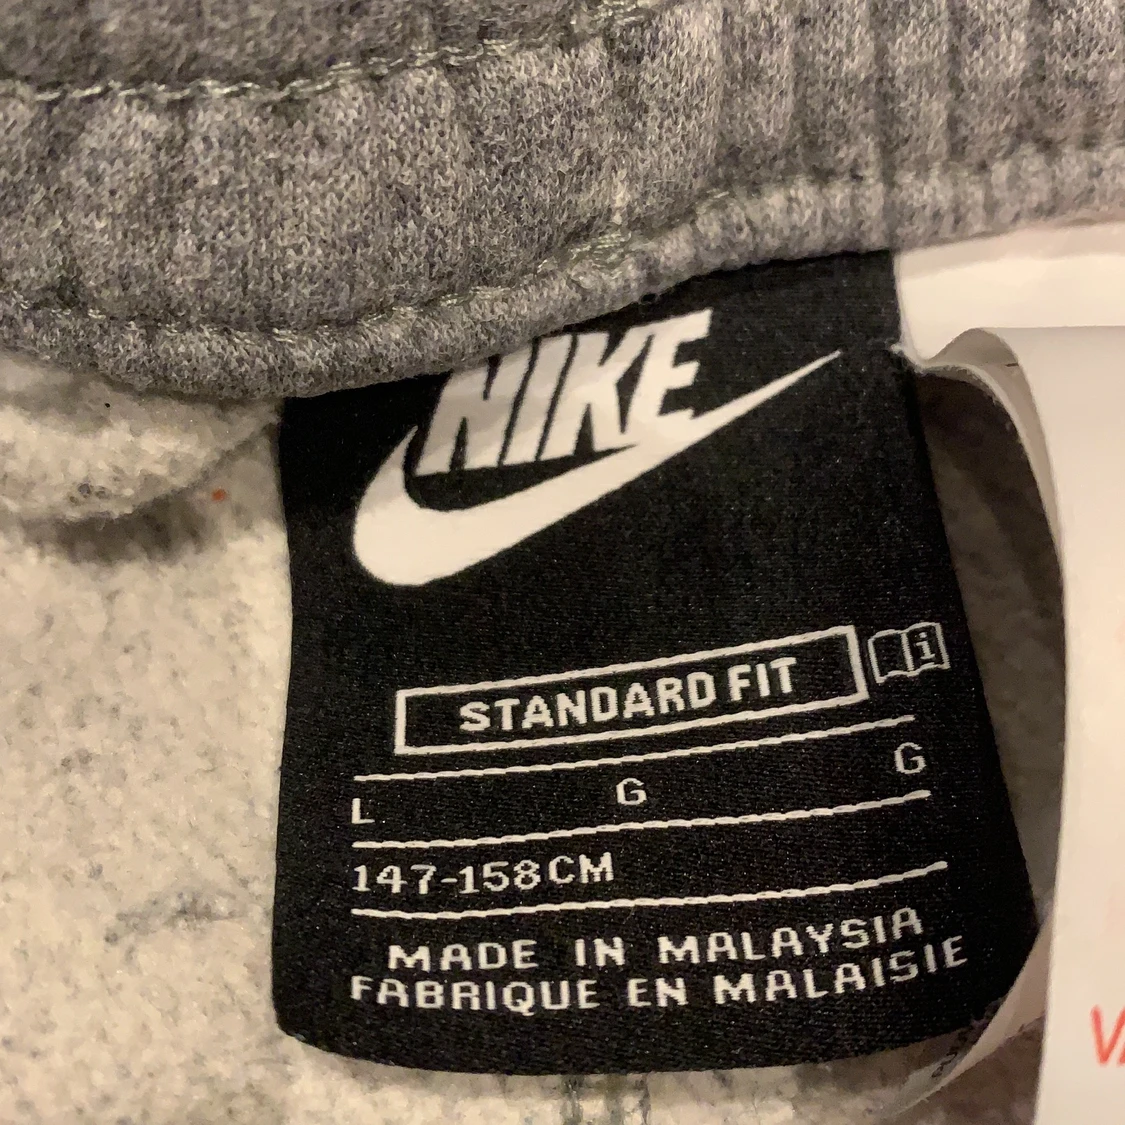 NIKE
STANDARD FIT
i
L G G
147-158CM
MADE IN MALAYSIA
FABRIQUE EN MALAISIE